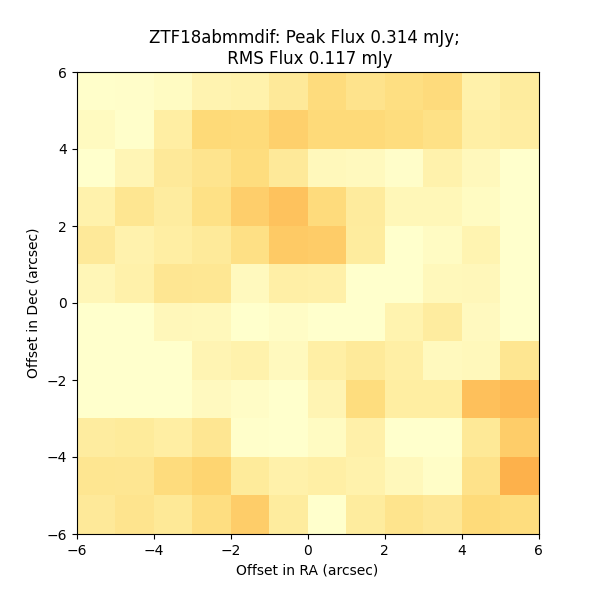 ZTF18abmmdif: Peak Flux 0.314 mJy;
RMS Flux 0.117 mJy
6
4
2
0
−2
−4
−6
Offset in Dec (arcsec)
−6 −4 −2 0 2 4 6
Offset in RA (arcsec)